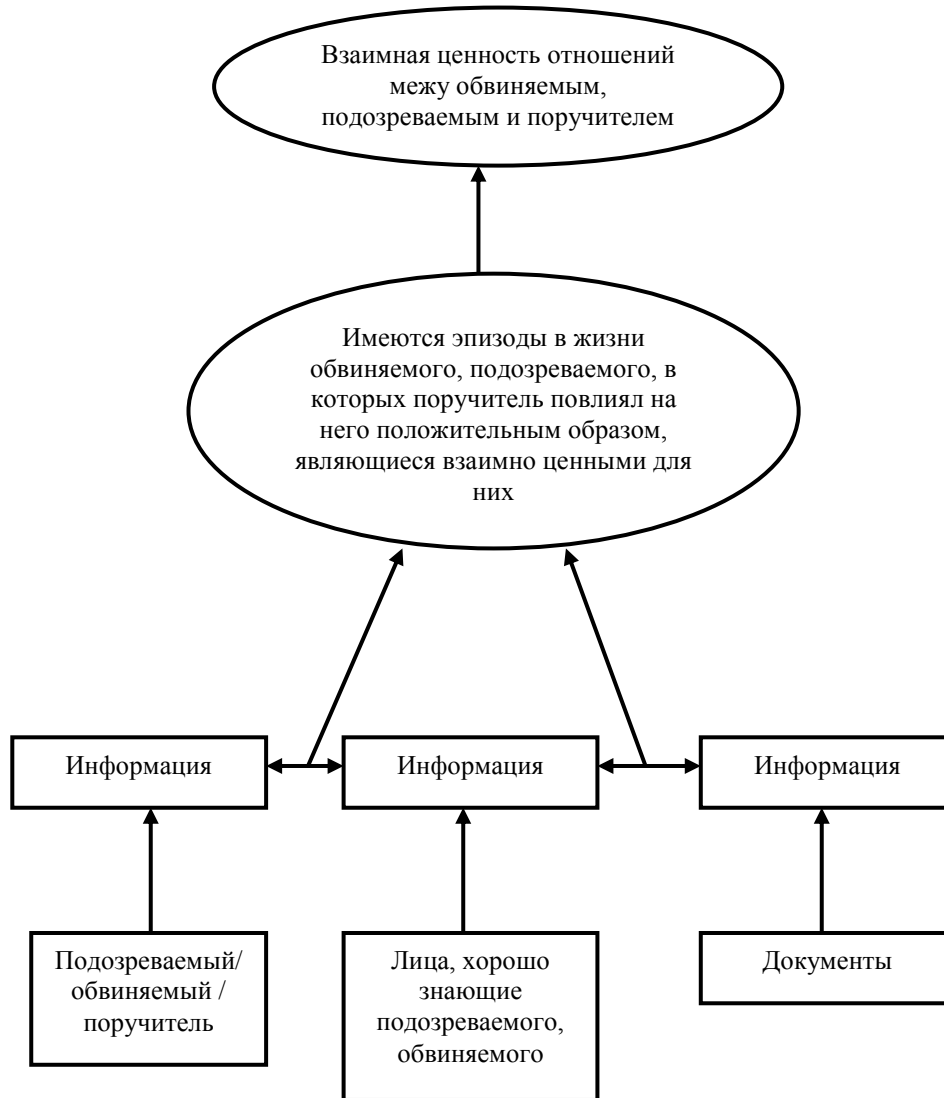 Взаимная ценность отношений
межу обвиняемым,
подозреваемым и поручителем
Имеются эпизоды в жизни
обвиняемого, подозреваемого, в
которых поручитель повлиял на
него положительным образом,
являющиеся взаимно ценными для
них
Информация
Информация
Информация
Подозреваемый/
обвиняемый /
поручитель
Лица, хорошо
знающие
подозреваемого,
обвиняемого
Документы